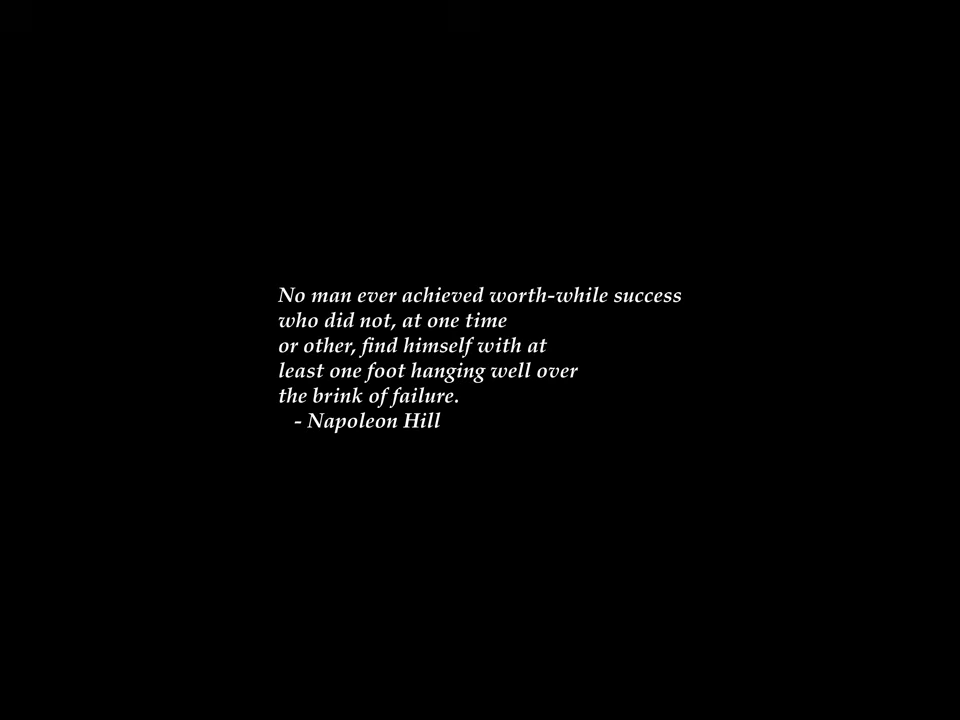 No man ever achieved worth-while success
who did not, at one time
or other, find himself with at
least one foot hanging well over
the brink of failure.
- Napoleon Hill